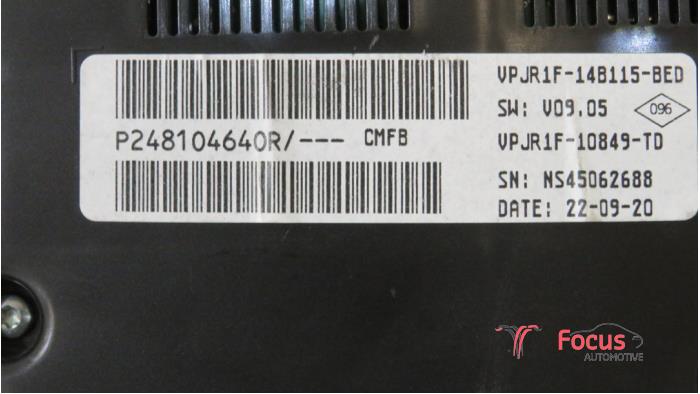 VPJR1F-14B115-BED
SW: V09.05
096
P248104640R/--- CMFB
VPJR1F-10849-TD
SN: NS45062688
DATE: 22-09-20
Focus
AUTOMOTIVE